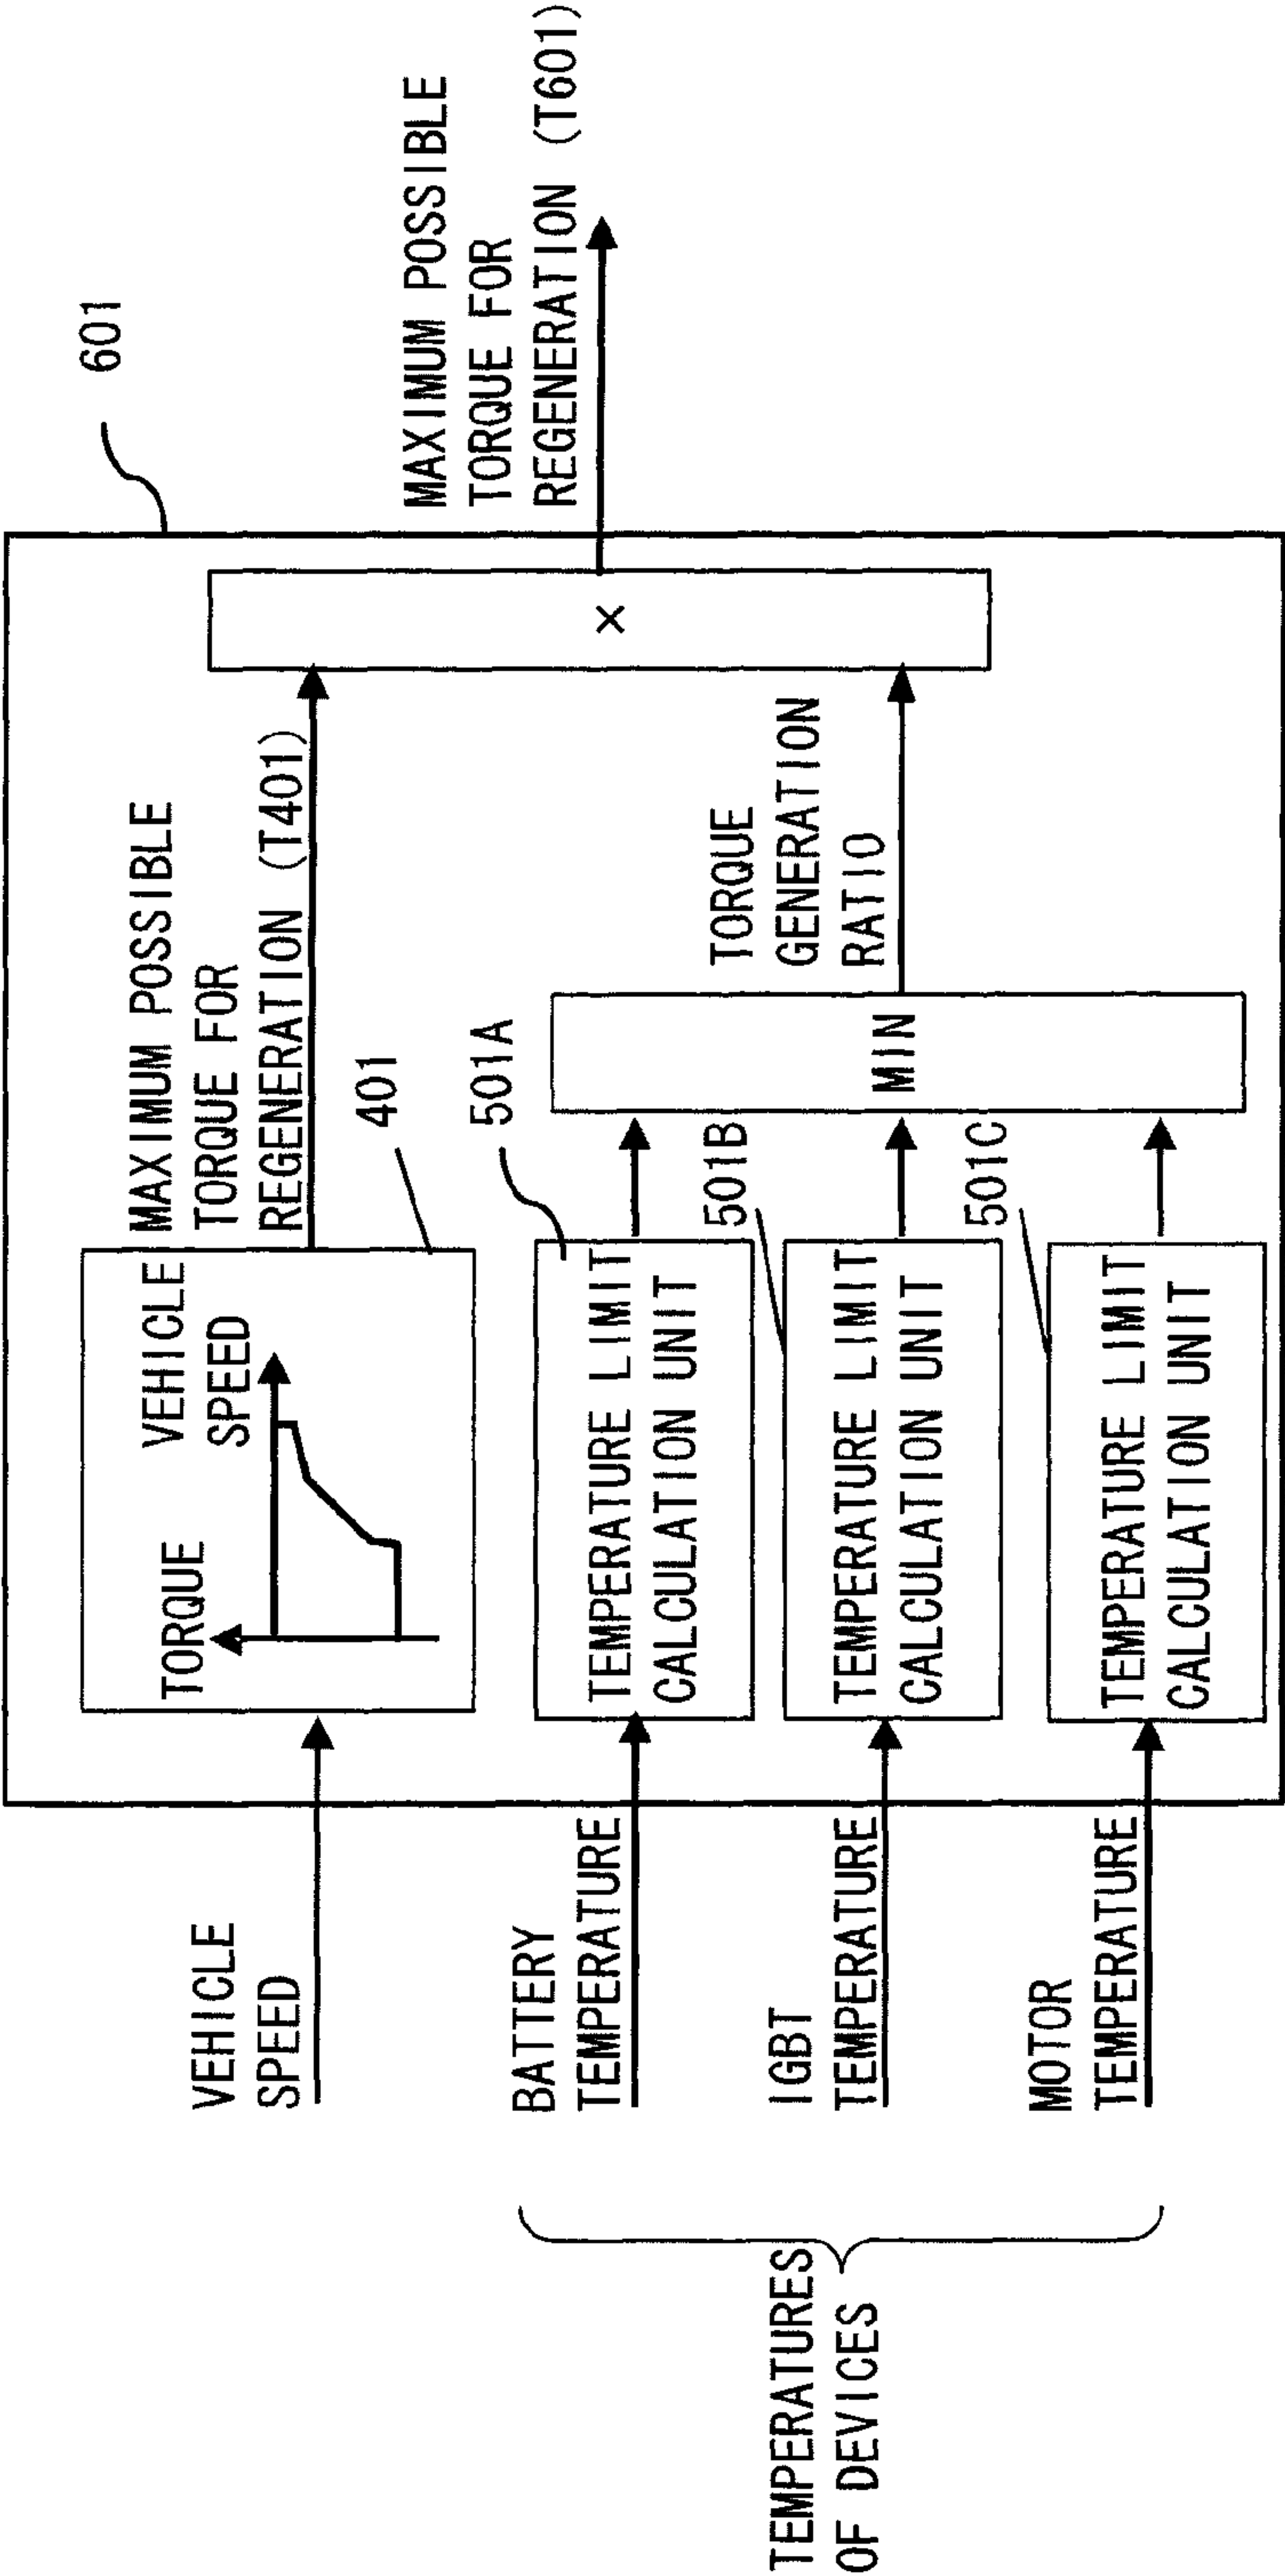 601
MAXIMUM POSSIBLE
TORQUE FOR
REGENERATION (T401)
MAXIMUM POSSIBLE
TORQUE FOR
REGENERATION (T601)
VEHICLE
SPEED
TORQUE
VEHICLE
SPEED
401
×
501A
BATTERY
TEMPERATURE
TEMPERATURE LIMIT
CALCULATION UNIT
TORQUE
GENERATION
RATIO
501B
TEMPERATURES
OF DEVICES
IGBT
TEMPERATURE
TEMPERATURE LIMIT
CALCULATION UNIT
MIN
501C
MOTOR
TEMPERATURE
TEMPERATURE LIMIT
CALCULATION UNIT